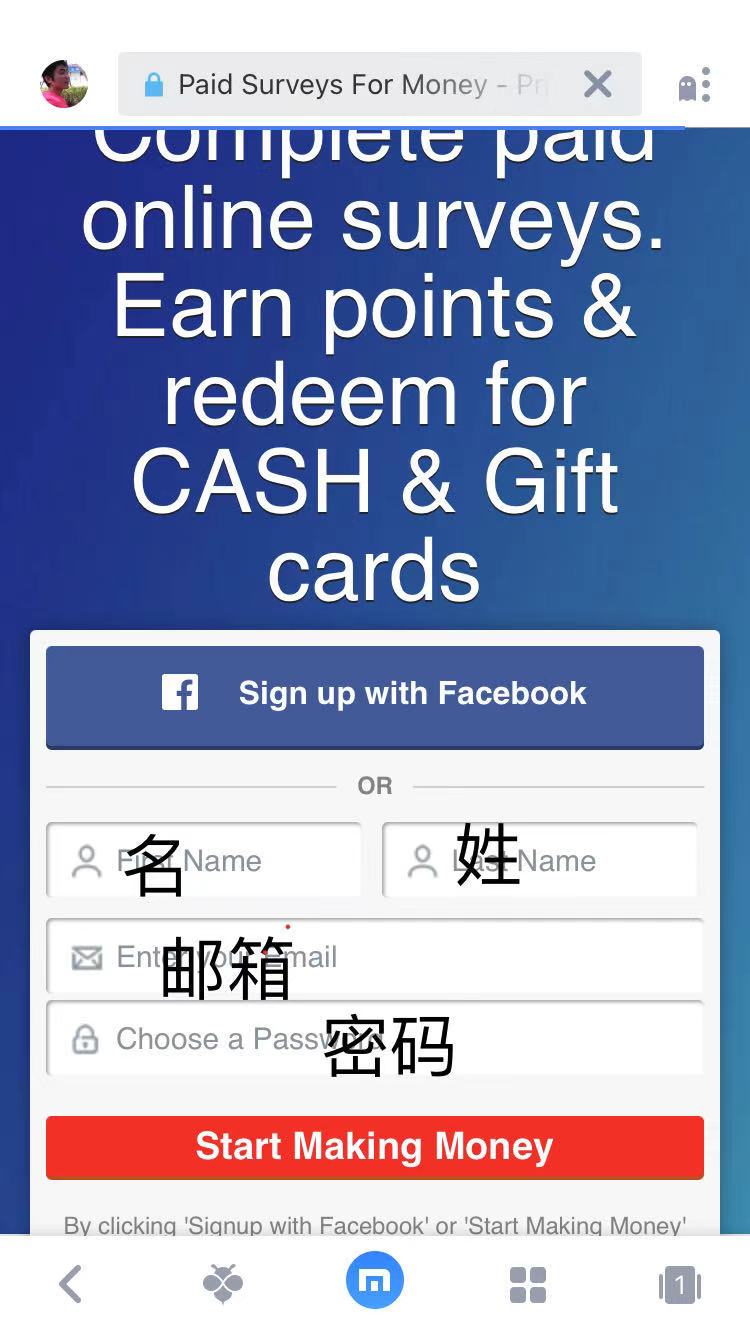 Paid Surveys For Money - Pri
Complete paid
online surveys.
Earn points &
redeem for
CASH & Gift
cards
Sign up with Facebook
OR
First Name
名
Last Name
姓
Enter your Email
邮箱
Choose a Password
密码
Start Making Money
By clicking 'Signup with Facebook' or 'Start Making Money'
1